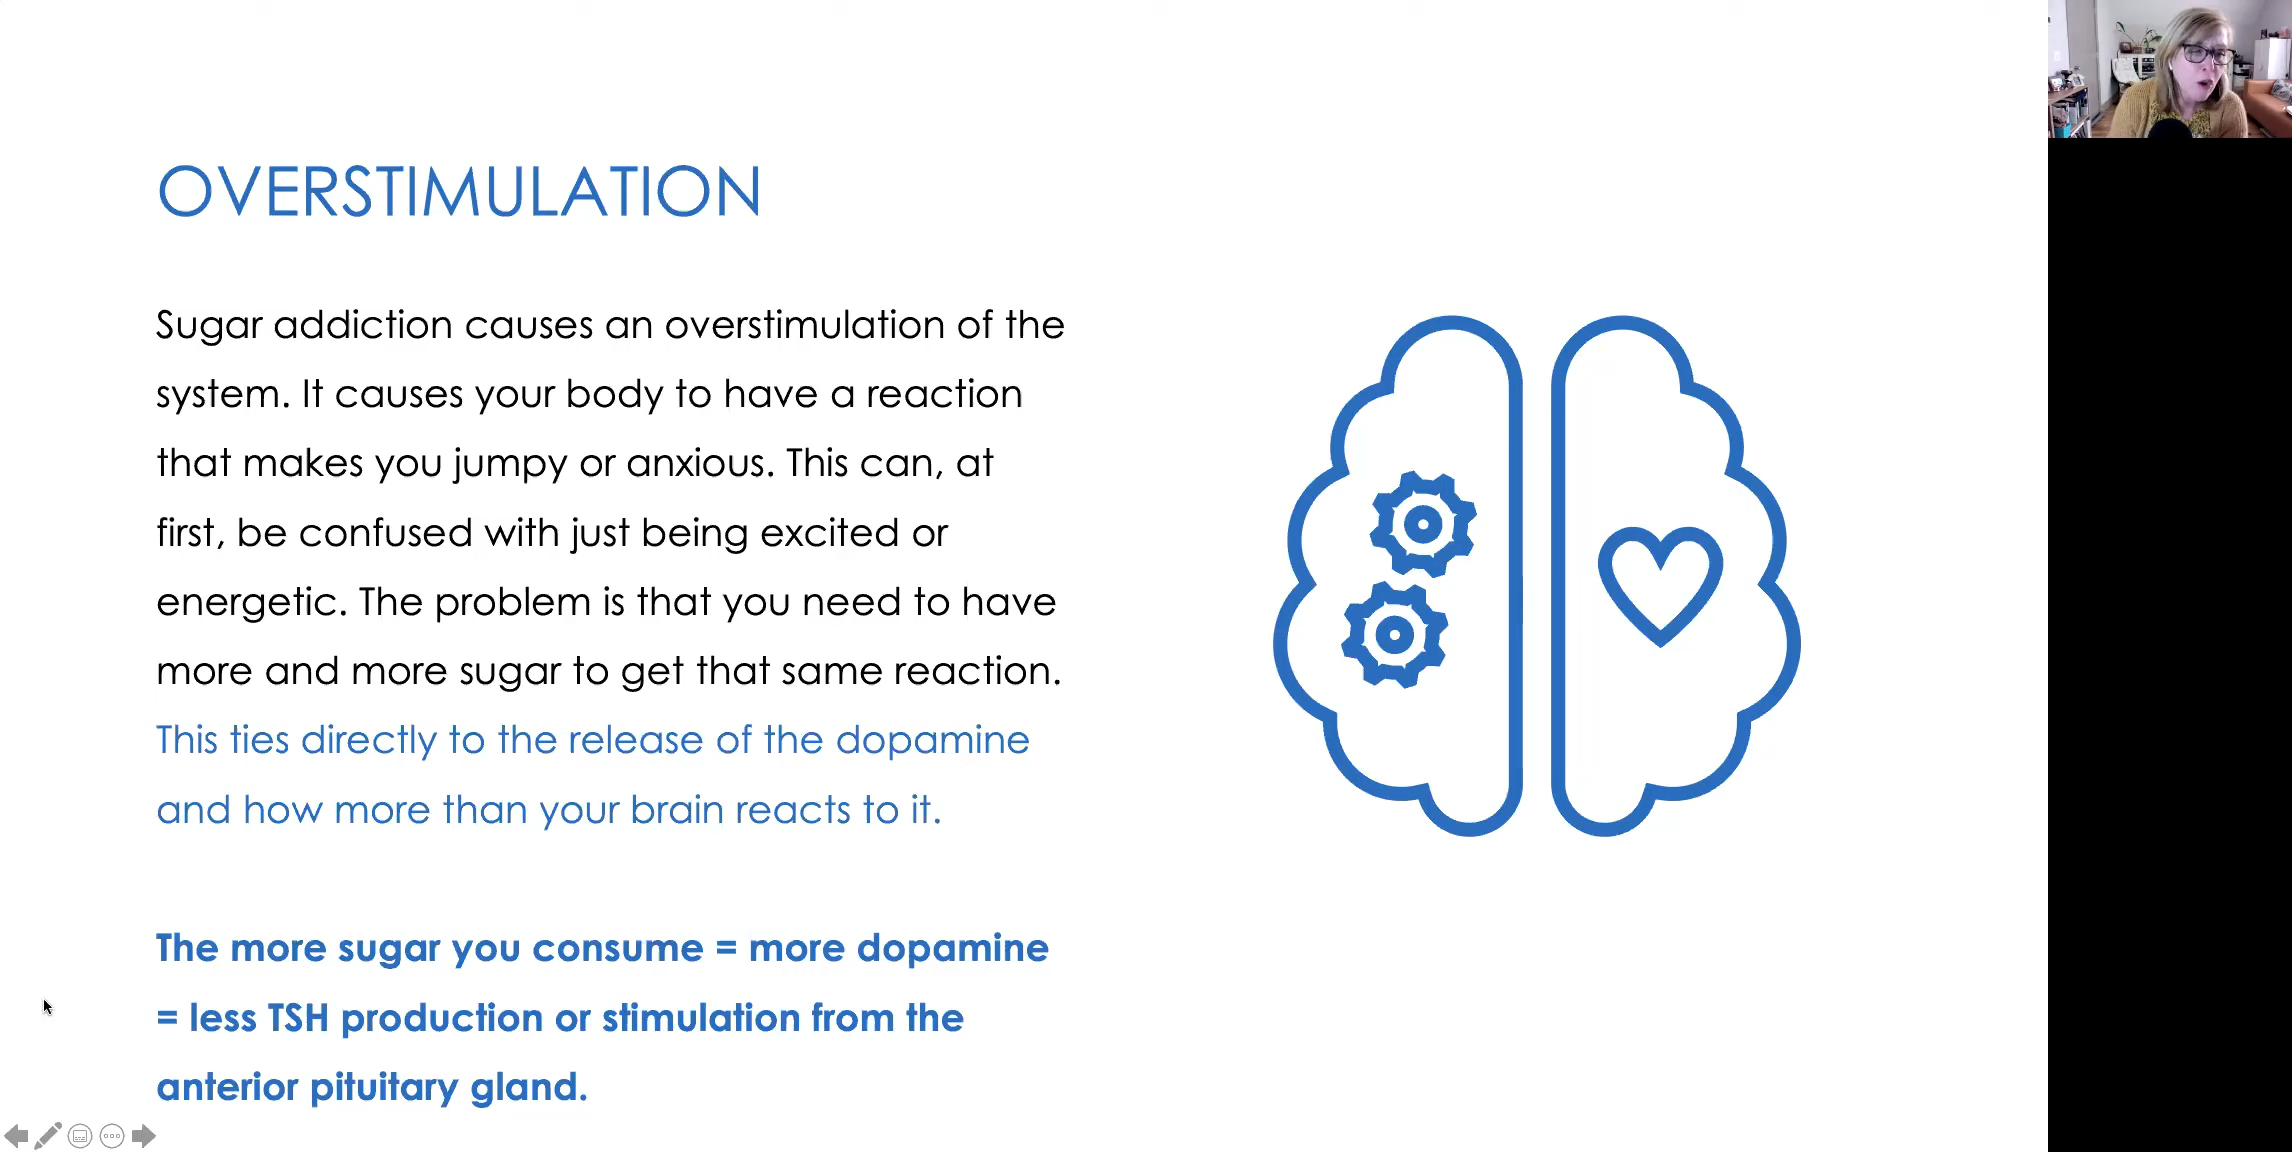 OVERSTIMULATION
Sugar addiction causes an overstimulation of the
system. It causes your body to have a reaction
that makes you jumpy or anxious. This can, at
first, be confused with just being excited or
energetic. The problem is that you need to have
more and more sugar to get that same reaction.
This ties directly to the release of the dopamine
and how more than your brain reacts to it.
The more sugar you consume = more dopamine
= less TSH production or stimulation from the
anterior pituitary gland.